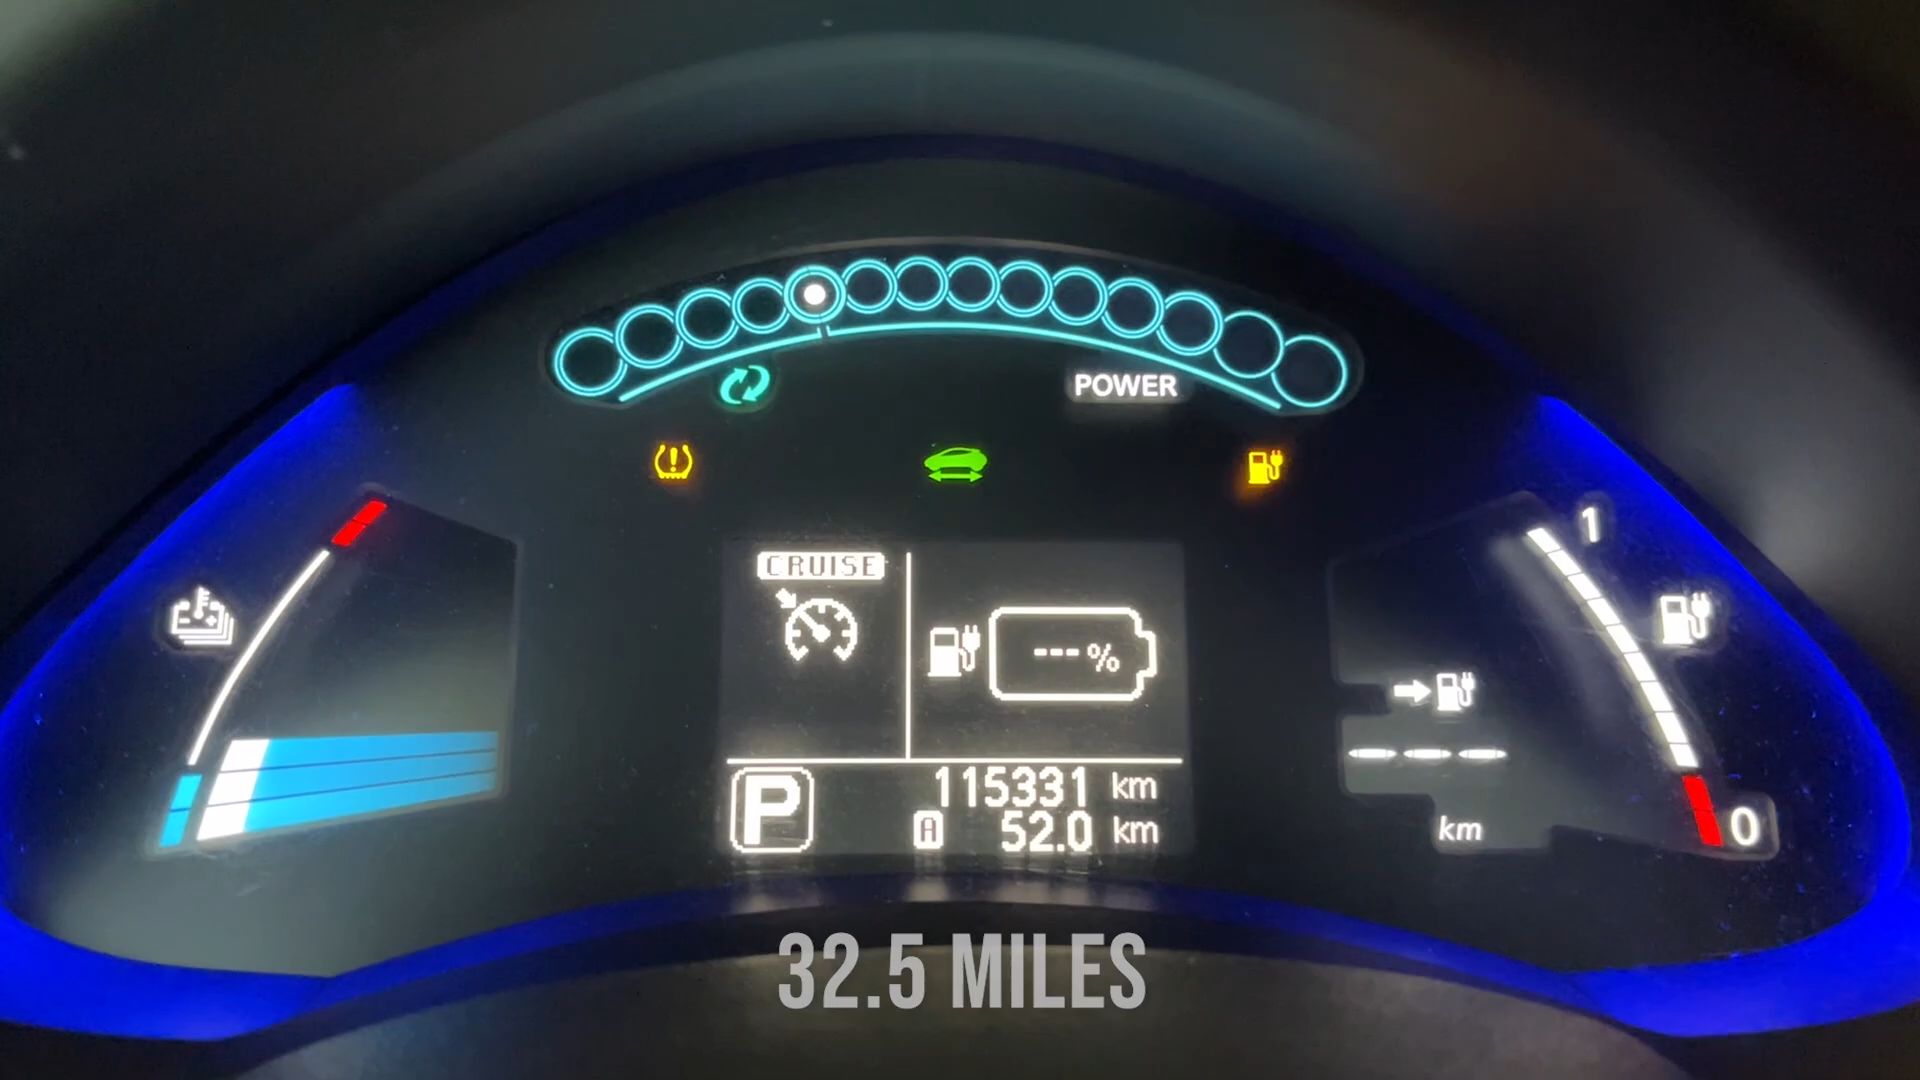 POWER
CRUISE
---%
P
115331 km
A 52.0 km
1
--- km
0
32.5 MILES